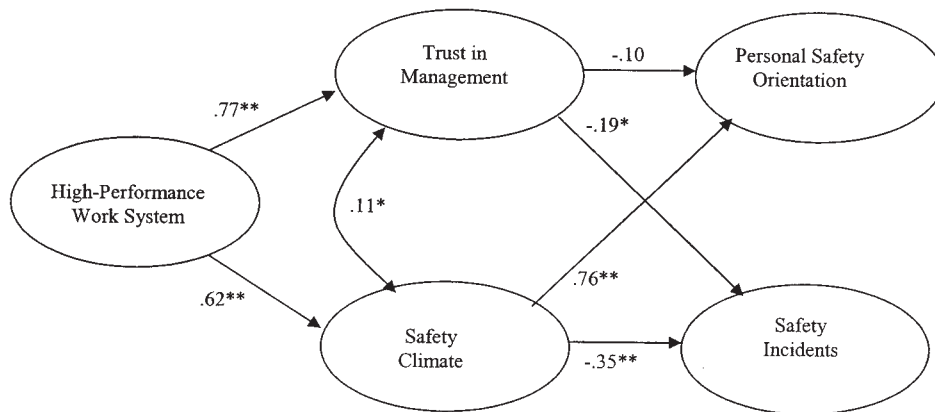 Trust in
Management
-.10
Personal Safety
Orientation
.77**
-.19*
High-Performance
Work System
.11*
.62**
.76**
Safety
Climate
-.35**
Safety
Incidents